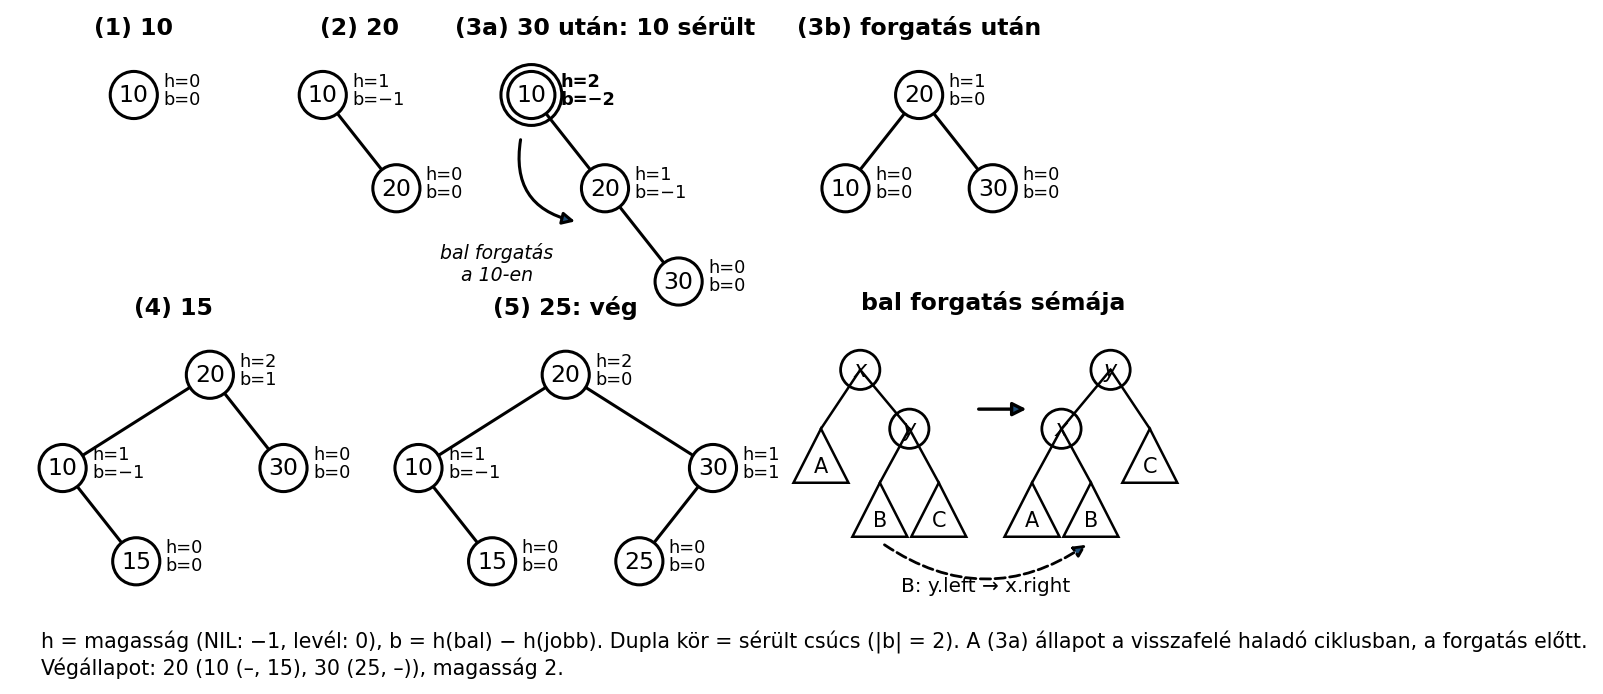 (1) 10
(2) 20
(3a) 30 után: 10 sérült
(3b) forgatás után
10
h=0
b=0
10
h=1
b=−1
20
h=0
b=0
10
h=2
b=−2
20
h=1
b=−1
30
h=0
b=0
bal forgatás
a 10-en
20
h=1
b=0
10
h=0
b=0
30
h=0
b=0
(4) 15
(5) 25: vég
bal forgatás sémája
20
h=2
b=1
10
h=1
b=−1
30
h=0
b=0
15
h=0
b=0
20
h=2
b=0
10
h=1
b=−1
30
h=1
b=1
15
h=0
b=0
25
h=0
b=0
x
y
A
B
C
y
x
C
A
B
B: y.left → x.right
h = magasság (NIL: −1, levél: 0), b = h(bal) − h(jobb). Dupla kör = sérült csúcs (|b| = 2). A (3a) állapot a visszafelé haladó ciklusban, a forgatás előtt.
Végállapot: 20 (10 (–, 15), 30 (25, –)), magasság 2.